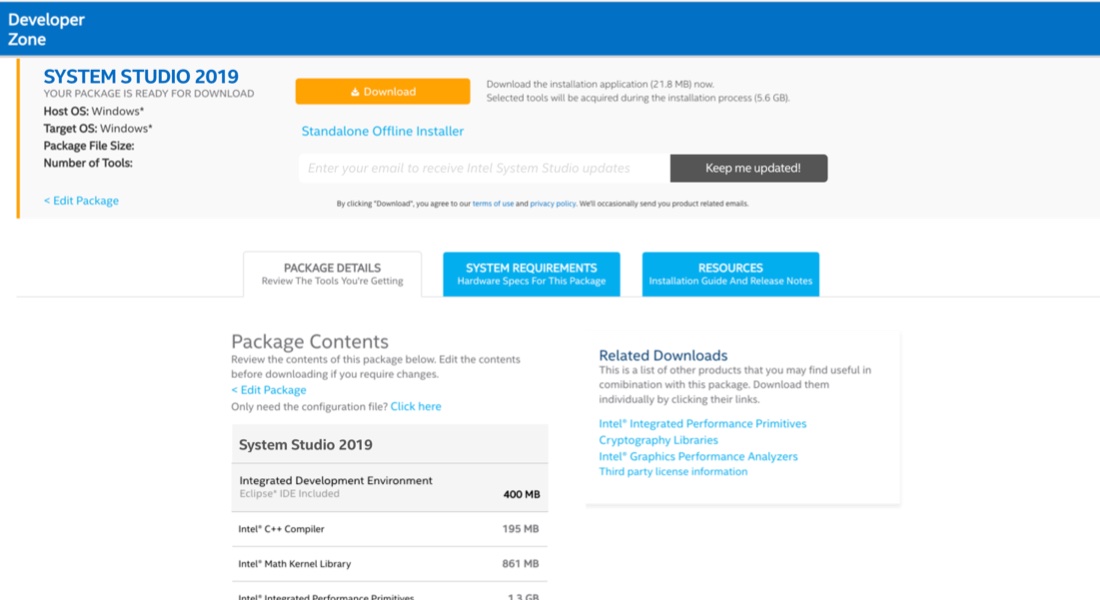 Developer
Zone
SYSTEM STUDIO 2019
YOUR PACKAGE IS READY FOR DOWNLOAD
Host OS: Windows*
Target OS: Windows*
Package File Size:
Number of Tools:
< Edit Package
Download
Download the installation application (21.8 MB) now.
Selected tools will be acquired during the installation process (5.6 GB).
Standalone Offline Installer
Enter your email to receive Intel System Studio updates
Keep me updated!
By clicking "Download", you agree to our terms of use and privacy policy. We'll occasionally send you product related emails.
PACKAGE DETAILS
Review The Tools You're Getting
SYSTEM REQUIREMENTS
Hardware Specs For This Package
RESOURCES
Installation Guide And Release Notes
Package Contents
Review the contents of this package below. Edit the contents
before downloading if you require changes.
< Edit Package
Only need the configuration file? Click here
System Studio 2019
Integrated Development Environment
Eclipse* IDE Included
400 MB
Intel® C++ Compiler 195 MB
Intel® Math Kernel Library 861 MB
Intel® Integrated Performance Primitives 1.3 GB
Related Downloads
This is a list of other products that you may find useful in
combination with this package. Download them
individually by clicking their links.
Intel® Integrated Performance Primitives
Cryptography Libraries
Intel® Graphics Performance Analyzers
Third party license information